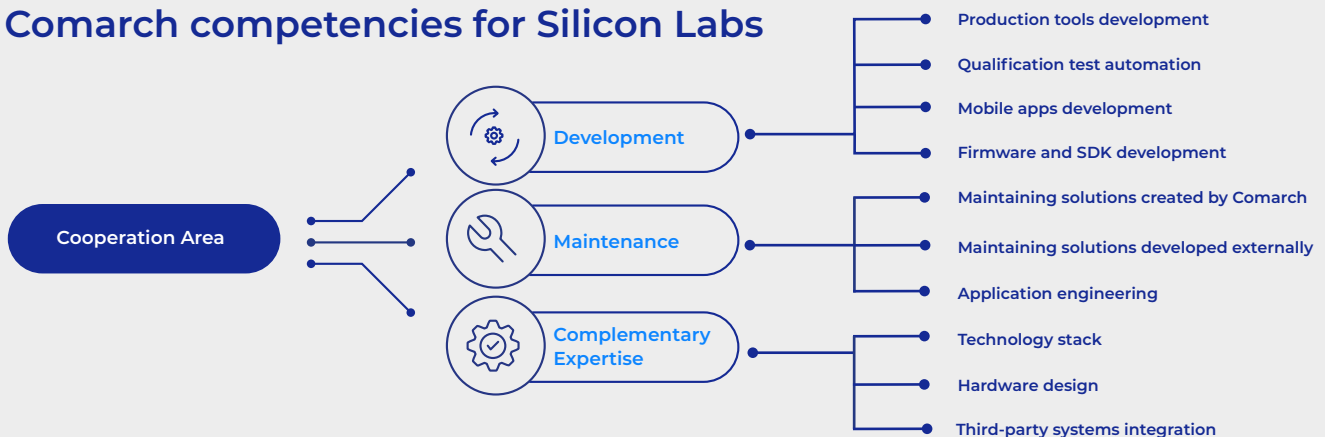 Comarch competencies for Silicon Labs
Cooperation Area
Development
Production tools development
Qualification test automation
Mobile apps development
Firmware and SDK development
Maintenance
Maintaining solutions created by Comarch
Maintaining solutions developed externally
Application engineering
Complementary
Expertise
Technology stack
Hardware design
Third-party systems integration